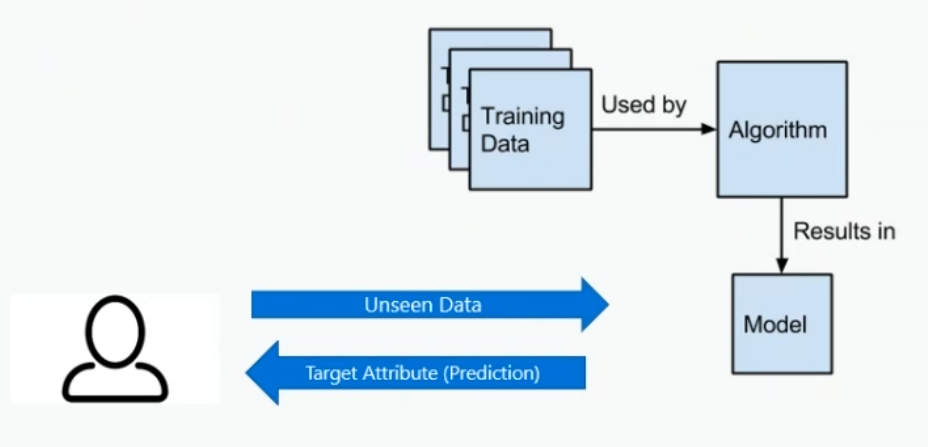 Training
Data
Used by
Algorithm
Results in
Unseen Data
Model
Target Attribute (Prediction)